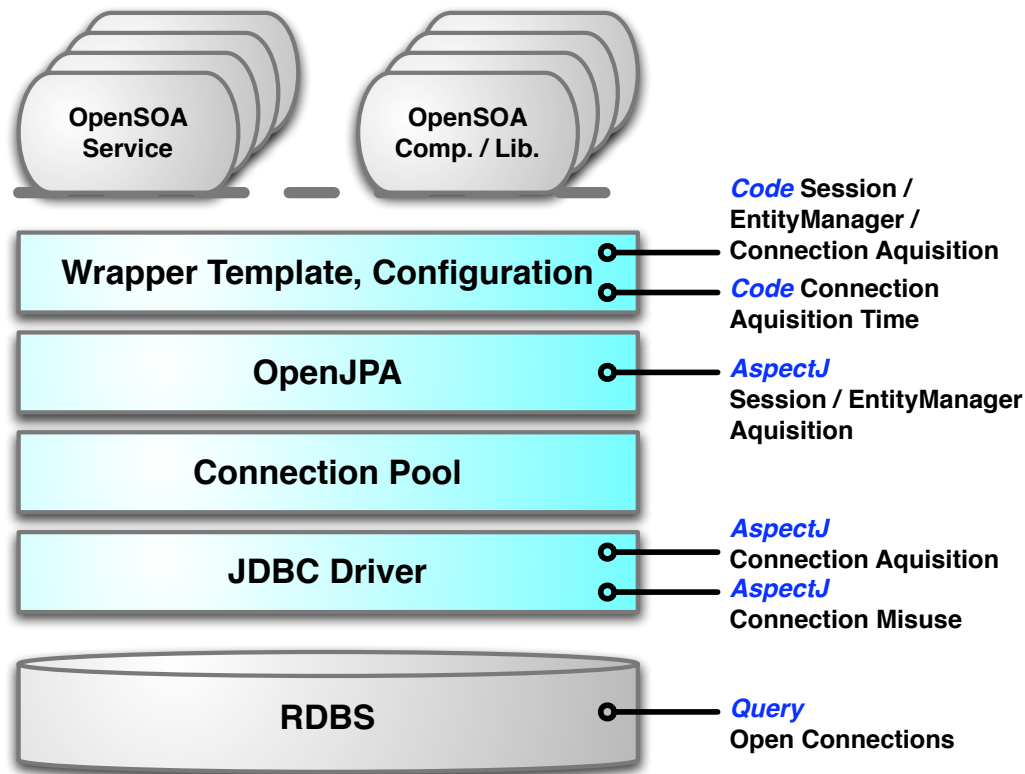 OpenSOA
Service
OpenSOA
Comp. / Lib.
Code Session /
EntityManager /
Connection Aquisition
Wrapper Template, Configuration
Code Connection
Aquisition Time
OpenJPA
AspectJ
Session / EntityManager
Aquisition
Connection Pool
JDBC Driver
AspectJ
Connection Aquisition
AspectJ
Connection Misuse
RDBS
Query
Open Connections